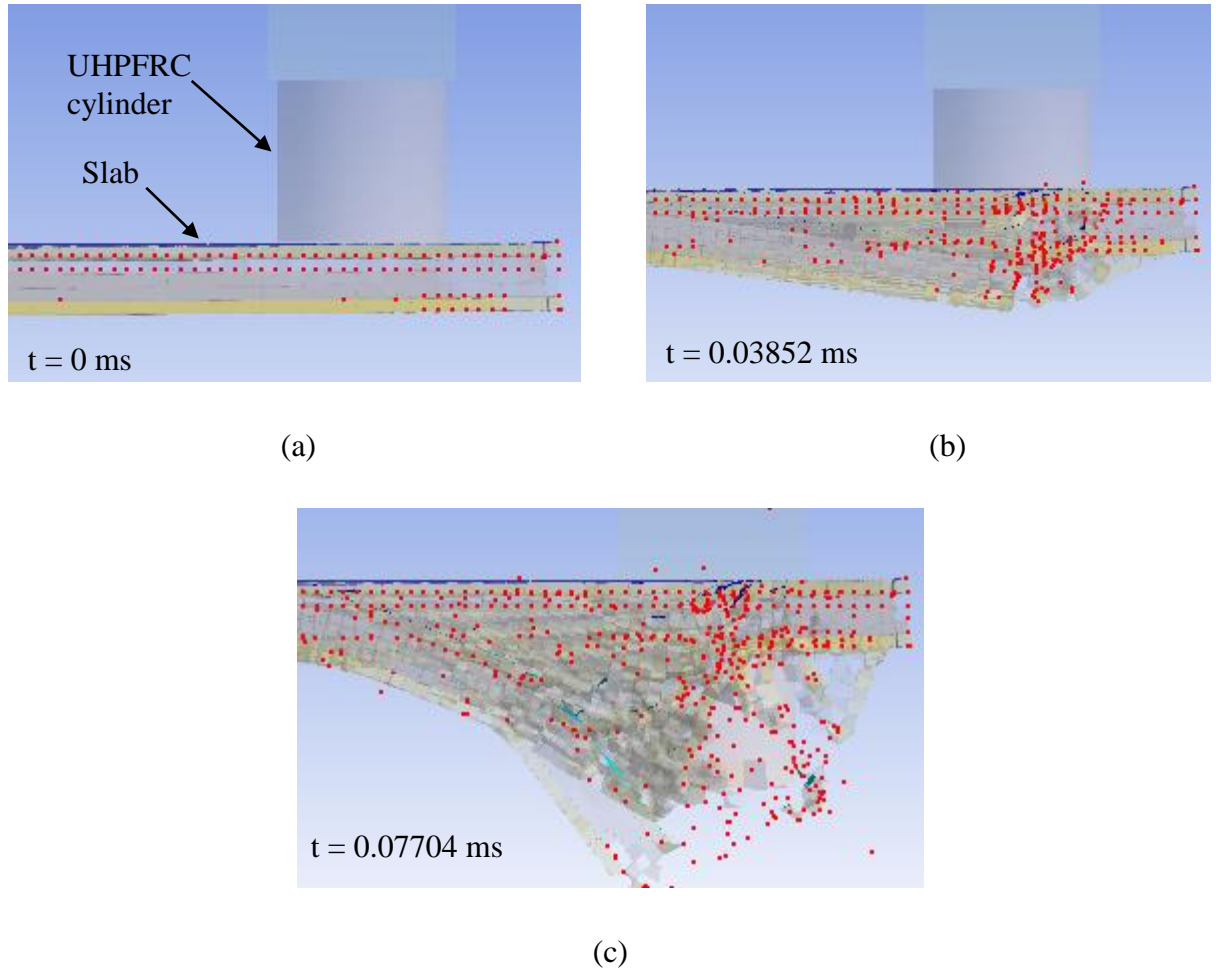 UHPFRC
cylinder
Slab
t = 0 ms
t = 0.03852 ms
(a)
(b)
t = 0.07704 ms
(c)